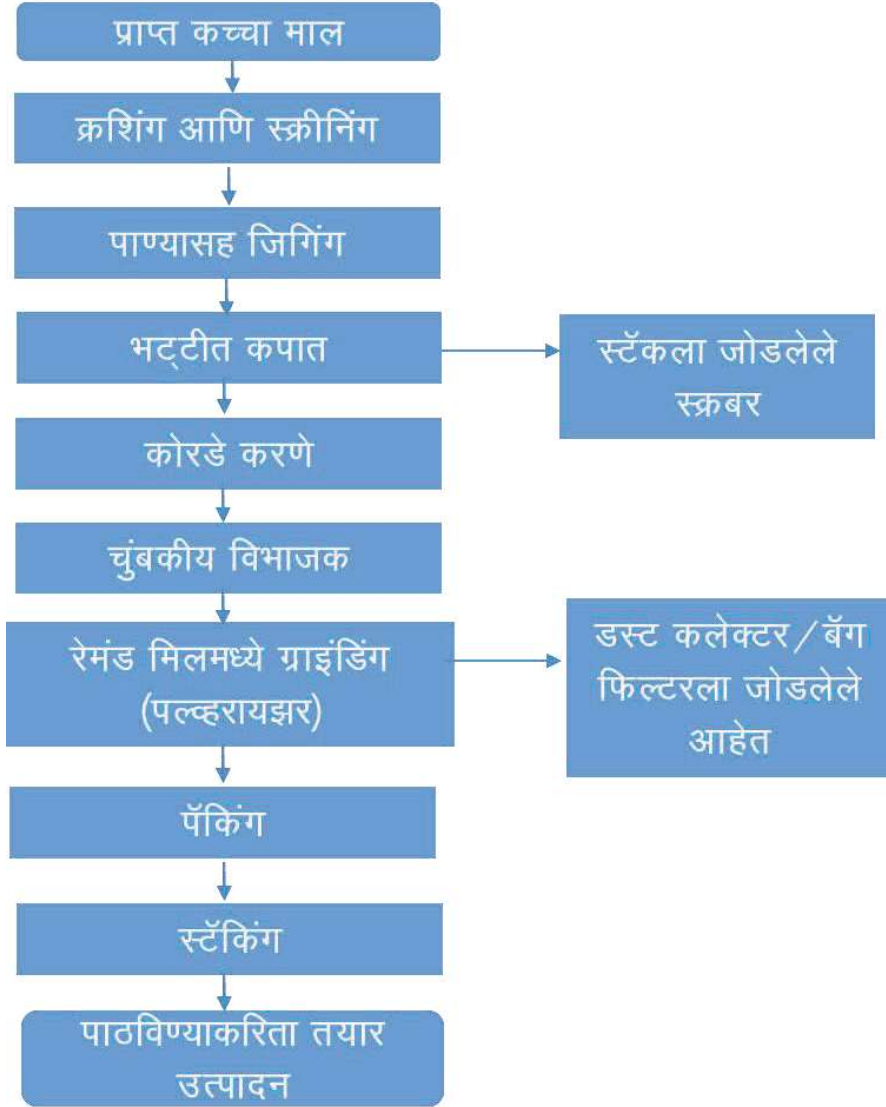 प्राप्त कच्चा माल
क्रशिंग आणि स्क्रीनिंग
पाण्यासह जिगिंग
भट्‌टीत कपात
स्टॅकला जोडलेले
स्क्रबर
कोरडे करणे
चुंबकीय विभाजक
रेमंड मिलमध्ये ग्राइंडिंग
(पल्व्हरायझर)
डस्ट कलेक्टर/बॅग
फिल्टरला जोडलेले
आहेत
पॅकिंग
स्टॅकिंग
पाठविण्याकरिता तयार
उत्पादन